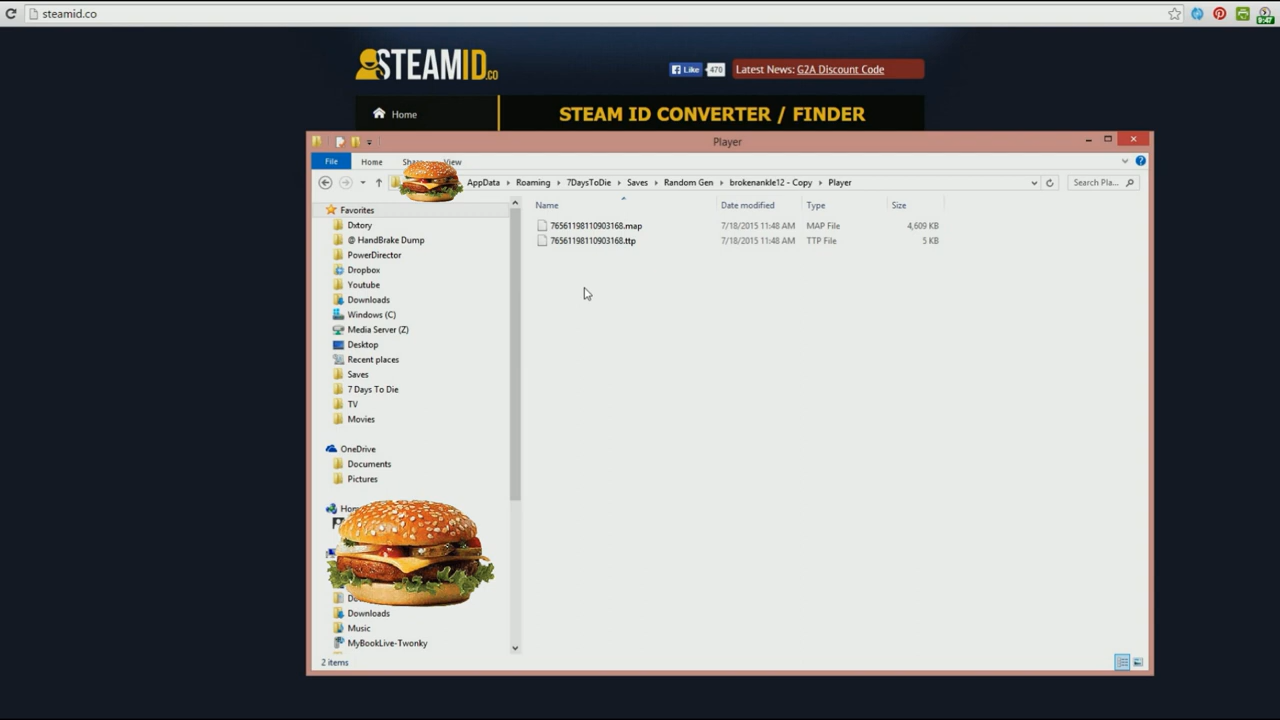 steamid.co
9:47
STEAMID.co
Like 470
Latest News: G2A Discount Code
Home
STEAM ID CONVERTER / FINDER
Player
File Home View
AppData Roaming 7DaysToDie Saves Random Gen brokenankle12 - Copy Player
Search Pla...
Name Date modified Type Size
76561198110903168.map 7/18/2015 11:48 AM MAP File 4,609 KB
76561198110903168.ttp 7/18/2015 11:48 AM TTP File 5 KB
Favorites
Dxtory
@ HandBrake Dump
PowerDirector
Dropbox
Youtube
Downloads
Windows (C)
Media Server (Z)
Desktop
Recent places
Saves
7 Days To Die
TV
Movies
OneDrive
Documents
Pictures
Downloads
Music
MyBookLive-Twonky
2 items